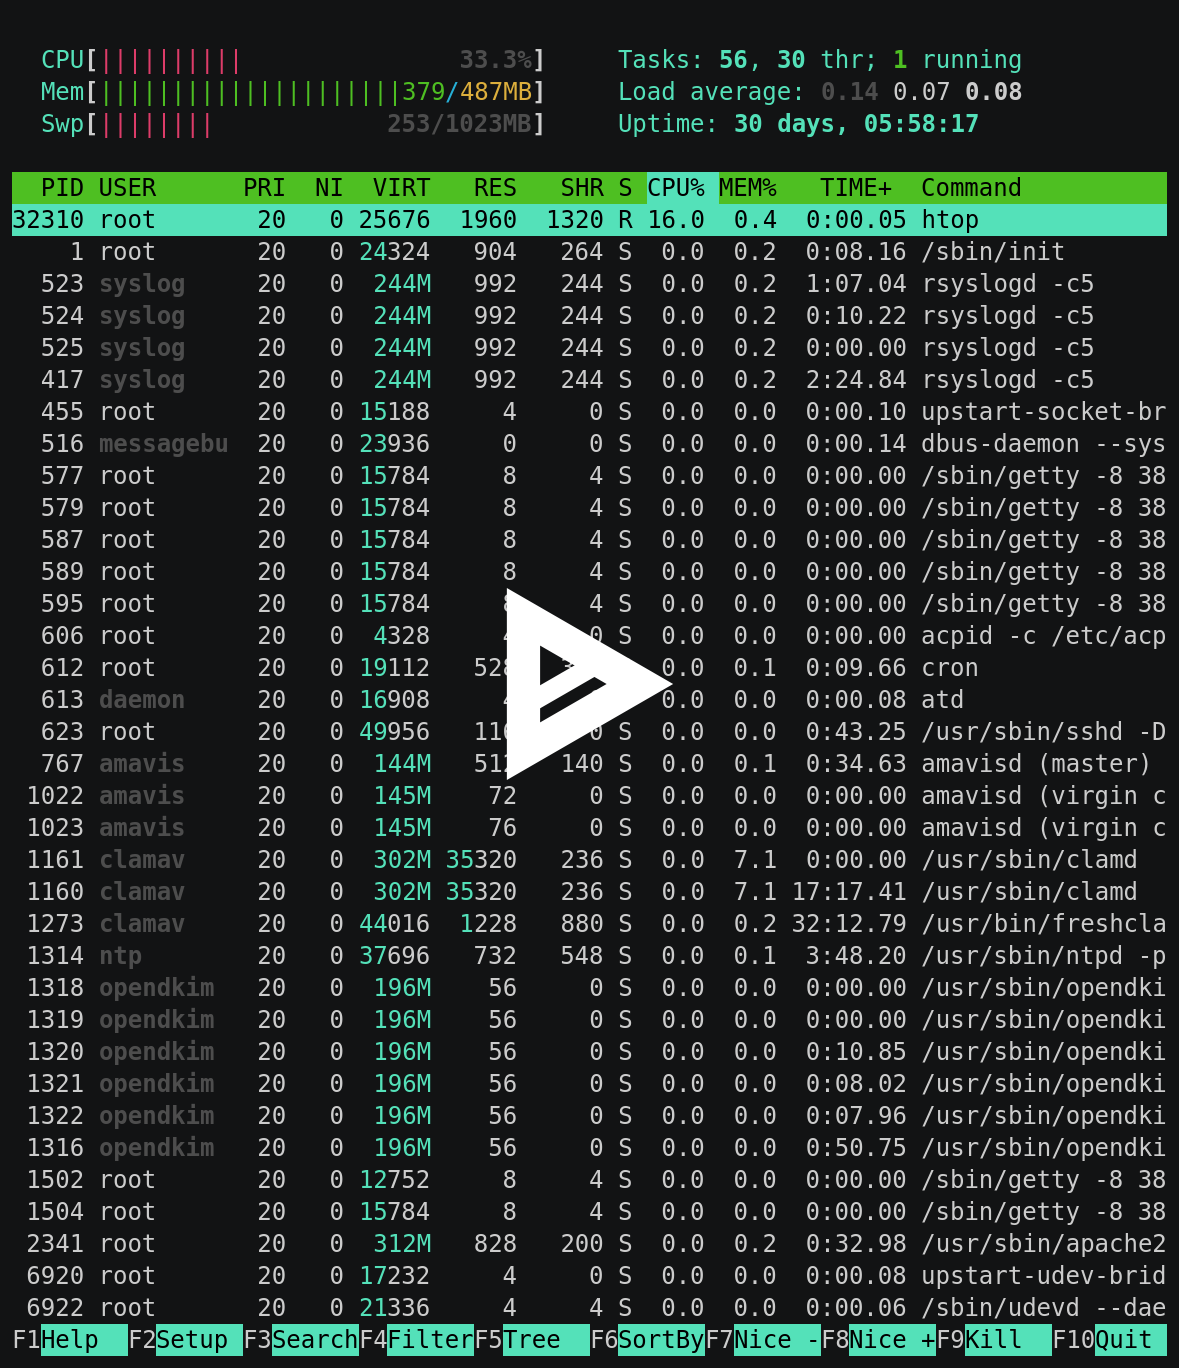 CPU[|||||||||| 33.3%] Tasks: 56, 30 thr; 1 running
Mem[|||||||||||||||||||||379/487MB] Load average: 0.14 0.07 0.08
Swp[|||||||| 253/1023MB] Uptime: 30 days, 05:58:17
PID USER PRI NI VIRT RES SHR S CPU% MEM% TIME+ Command
32310 root 20 0 25676 1960 1320 R 16.0 0.4 0:00.05 htop
1 root 20 0 24324 904 264 S 0.0 0.2 0:08.16 /sbin/init
523 syslog 20 0 244M 992 244 S 0.0 0.2 1:07.04 rsyslogd -c5
524 syslog 20 0 244M 992 244 S 0.0 0.2 0:10.22 rsyslogd -c5
525 syslog 20 0 244M 992 244 S 0.0 0.2 0:00.00 rsyslogd -c5
417 syslog 20 0 244M 992 244 S 0.0 0.2 2:24.84 rsyslogd -c5
455 root 20 0 15188 4 0 S 0.0 0.0 0:00.10 upstart-socket-br
516 messagebu 20 0 23936 0 0 S 0.0 0.0 0:00.14 dbus-daemon --sys
577 root 20 0 15784 8 4 S 0.0 0.0 0:00.00 /sbin/getty -8 38
579 root 20 0 15784 8 4 S 0.0 0.0 0:00.00 /sbin/getty -8 38
587 root 20 0 15784 8 4 S 0.0 0.0 0:00.00 /sbin/getty -8 38
589 root 20 0 15784 8 4 S 0.0 0.0 0:00.00 /sbin/getty -8 38
595 root 20 0 15784 4 S 0.0 0.0 0:00.00 /sbin/getty -8 38
606 root 20 0 4328 0 S 0.0 0.0 0:00.00 acpid -c /etc/acp
612 root 20 0 19112 528 S 0.0 0.1 0:09.66 cron
613 daemon 20 0 16908 0.0 0.0 0:00.08 atd
623 root 20 0 49956 0 S 0.0 0.0 0:43.25 /usr/sbin/sshd -D
767 amavis 20 0 144M 512 140 S 0.0 0.1 0:34.63 amavisd (master)
1022 amavis 20 0 145M 72 0 S 0.0 0.0 0:00.00 amavisd (virgin c
1023 amavis 20 0 145M 76 0 S 0.0 0.0 0:00.00 amavisd (virgin c
1161 clamav 20 0 302M 35320 236 S 0.0 7.1 0:00.00 /usr/sbin/clamd
1160 clamav 20 0 302M 35320 236 S 0.0 7.1 17:17.41 /usr/sbin/clamd
1273 clamav 20 0 44016 1228 880 S 0.0 0.2 32:12.79 /usr/bin/freshcla
1314 ntp 20 0 37696 732 548 S 0.0 0.1 3:48.20 /usr/sbin/ntpd -p
1318 opendkim 20 0 196M 56 0 S 0.0 0.0 0:00.00 /usr/sbin/opendki
1319 opendkim 20 0 196M 56 0 S 0.0 0.0 0:00.00 /usr/sbin/opendki
1320 opendkim 20 0 196M 56 0 S 0.0 0.0 0:10.85 /usr/sbin/opendki
1321 opendkim 20 0 196M 56 0 S 0.0 0.0 0:08.02 /usr/sbin/opendki
1322 opendkim 20 0 196M 56 0 S 0.0 0.0 0:07.96 /usr/sbin/opendki
1316 opendkim 20 0 196M 56 0 S 0.0 0.0 0:50.75 /usr/sbin/opendki
1502 root 20 0 12752 8 4 S 0.0 0.0 0:00.00 /sbin/getty -8 38
1504 root 20 0 15784 8 4 S 0.0 0.0 0:00.00 /sbin/getty -8 38
2341 root 20 0 312M 828 200 S 0.0 0.2 0:32.98 /usr/sbin/apache2
6920 root 20 0 17232 4 0 S 0.0 0.0 0:00.08 upstart-udev-brid
6922 root 20 0 21336 4 4 S 0.0 0.0 0:00.06 /sbin/udevd --dae
F1Help F2Setup F3SearchF4FilterF5Tree F6SortByF7Nice -F8Nice +F9Kill F10Quit